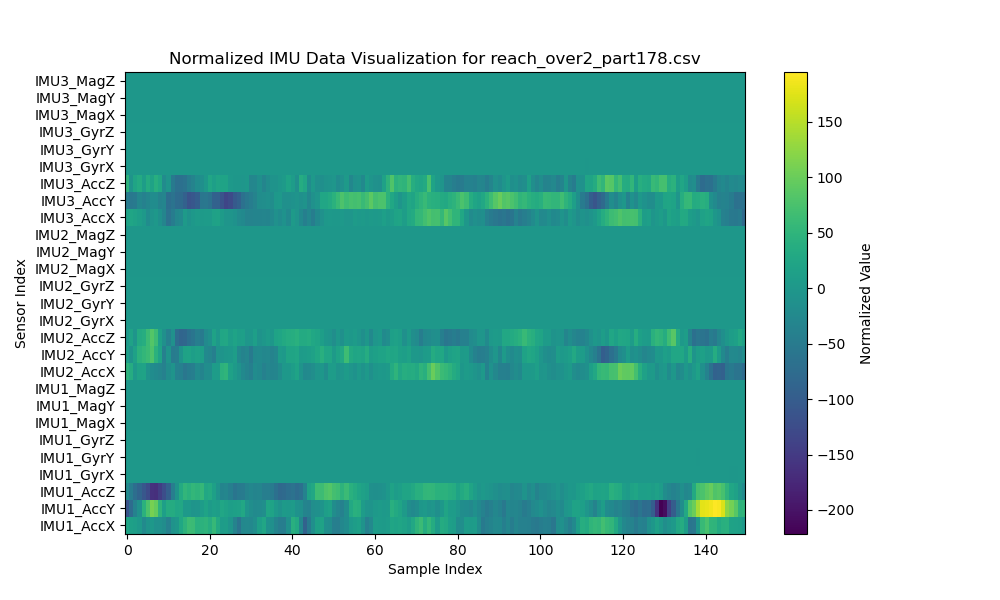 Normalized IMU Data Visualization for reach_over2_part178.csv
IMU3_MagZ
IMU3_MagY
IMU3_MagX
IMU3_GyrZ
IMU3_GyrY
IMU3_GyrX
IMU3_AccZ
IMU3_AccY
IMU3_AccX
IMU2_MagZ
IMU2_MagY
IMU2_MagX
IMU2_GyrZ
IMU2_GyrY
IMU2_GyrX
IMU2_AccZ
IMU2_AccY
IMU2_AccX
IMU1_MagZ
IMU1_MagY
IMU1_MagX
IMU1_GyrZ
IMU1_GyrY
IMU1_GyrX
IMU1_AccZ
IMU1_AccY
IMU1_AccX
Sensor Index
0 20 40 60 80 100 120 140
Sample Index
150
100
50
0
−50
−100
−150
−200
Normalized Value